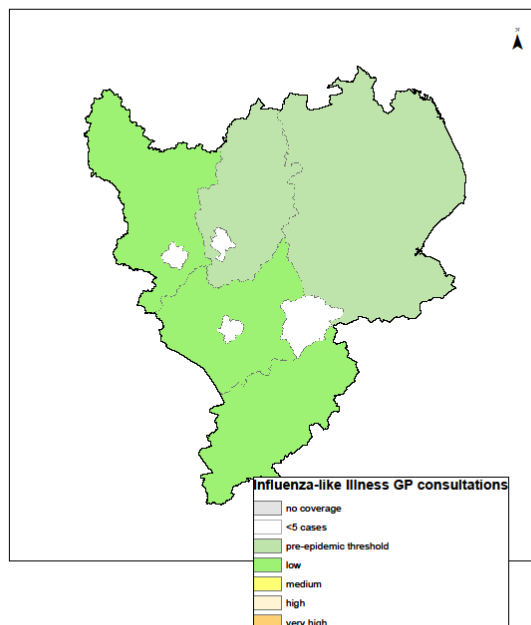 N
Influenza-like Illness GP consultations
no coverage
<5 cases
pre-epidemic threshold
low
medium
high
very high